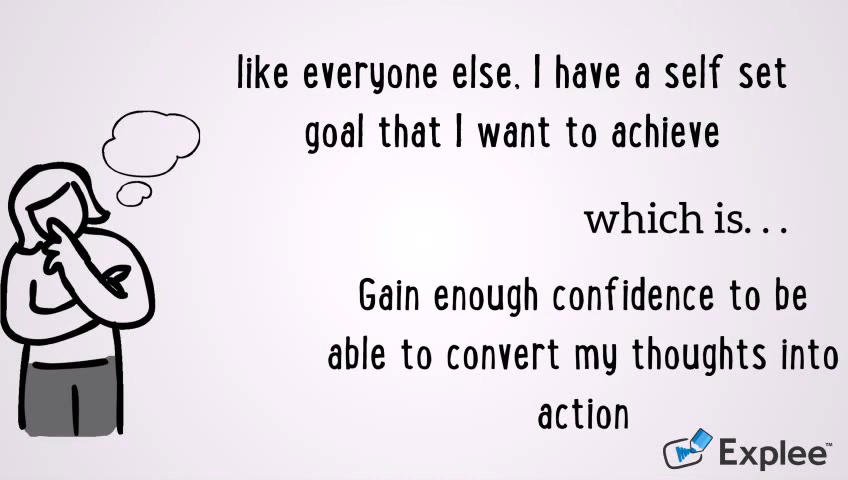 like everyone else, I have a self set
goal that I want to achieve
which is...
Gain enough confidence to be
able to convert my thoughts into
action
Explee™